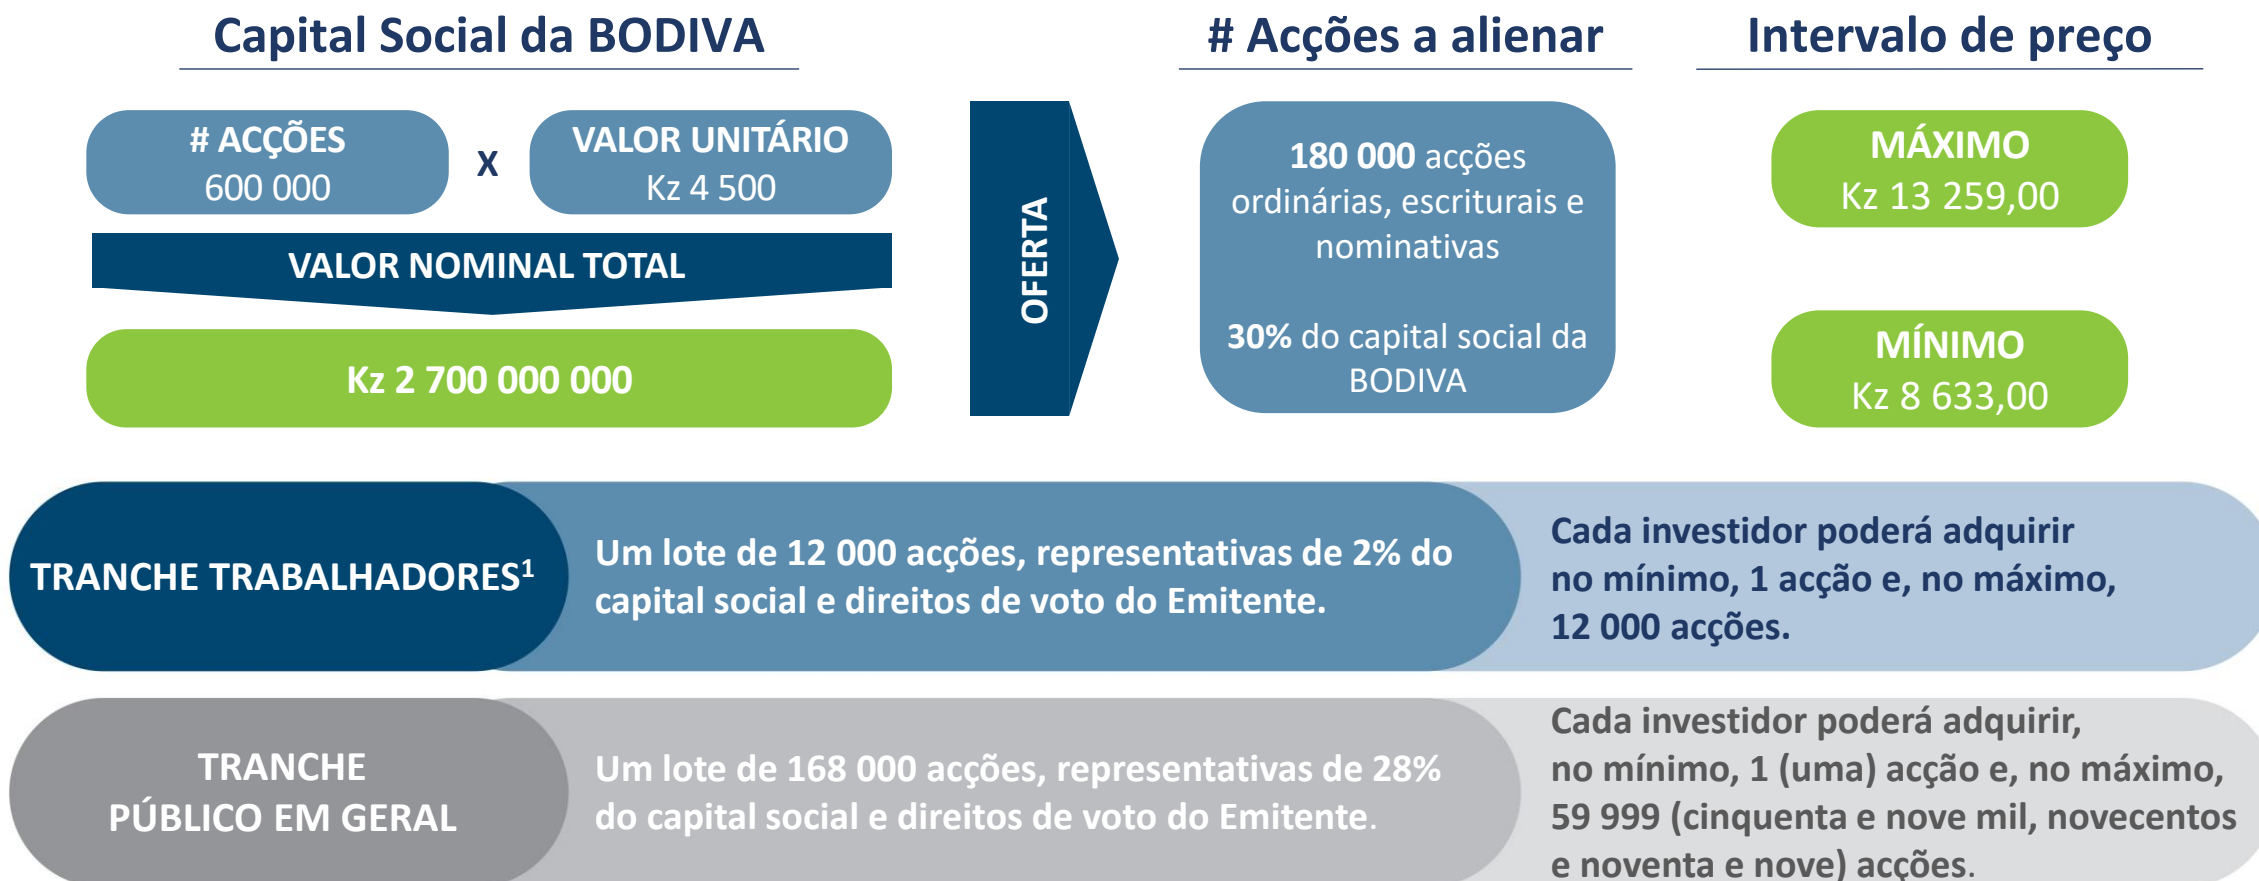 Capital Social da BODIVA
# ACÇÕES
600 000
X
VALOR UNITÁRIO
Kz 4 500
VALOR NOMINAL TOTAL
Kz 2 700 000 000
OFERTA
# Acções a alienar
180 000 acções
ordinárias, escriturais e
nominativas
30% do capital social da
BODIVA
Intervalo de preço
MÁXIMO
Kz 13 259,00
MÍNIMO
Kz 8 633,00
TRANCHE TRABALHADORES¹
Um lote de 12 000 acções, representativas de 2% do
capital social e direitos de voto do Emitente.
Cada investidor poderá adquirir
no mínimo, 1 acção e, no máximo,
12 000 acções.
TRANCHE
PÚBLICO EM GERAL
Um lote de 168 000 acções, representativas de 28%
do capital social e direitos de voto do Emitente.
Cada investidor poderá adquirir,
no mínimo, 1 (uma) acção e, no máximo,
59 999 (cinquenta e nove mil, novecentos
e noventa e nove) acções.